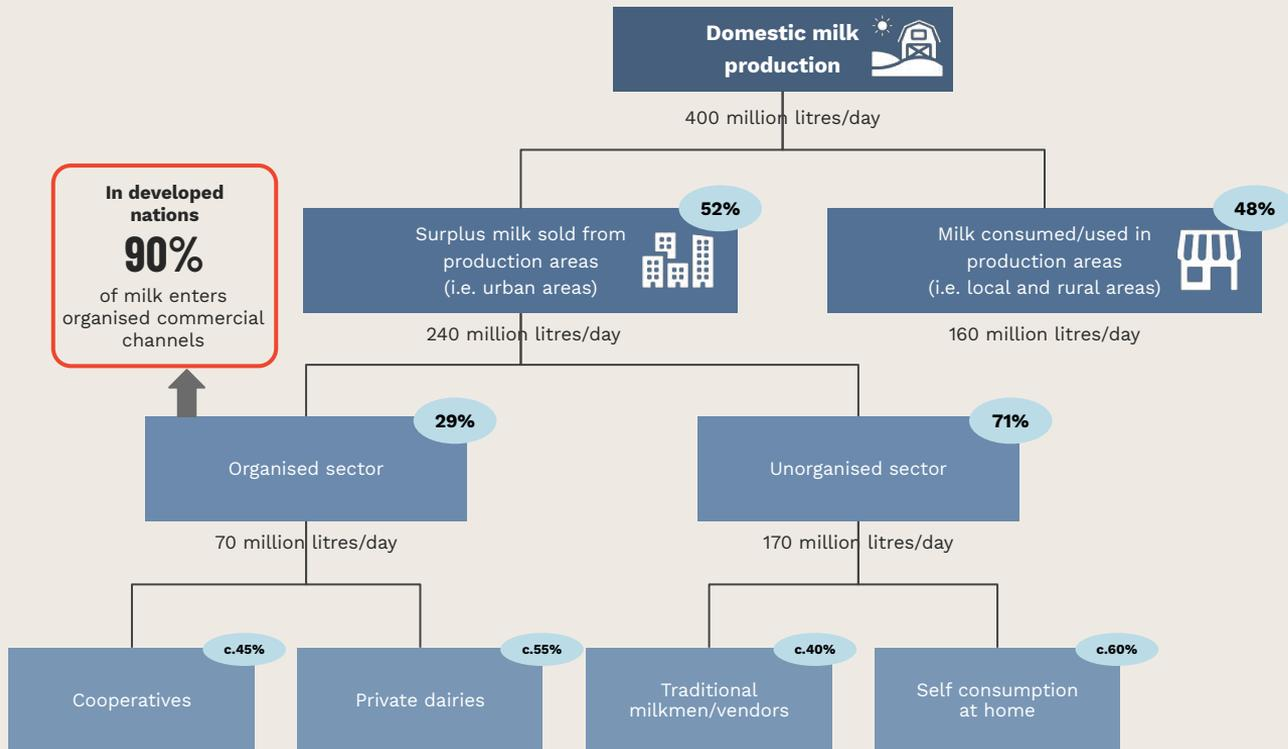 Domestic milk
production
400 million litres/day
In developed
nations
90%
of milk enters
organised commercial
channels
52%
Surplus milk sold from
production areas
(i.e. urban areas)
240 million litres/day
48%
Milk consumed/used in
production areas
(i.e. local and rural areas)
160 million litres/day
29%
Organised sector
70 million litres/day
71%
Unorganised sector
170 million litres/day
c.45%
Cooperatives
c.55%
Private dairies
c.40%
Traditional
milkmen/vendors
c.60%
Self consumption
at home